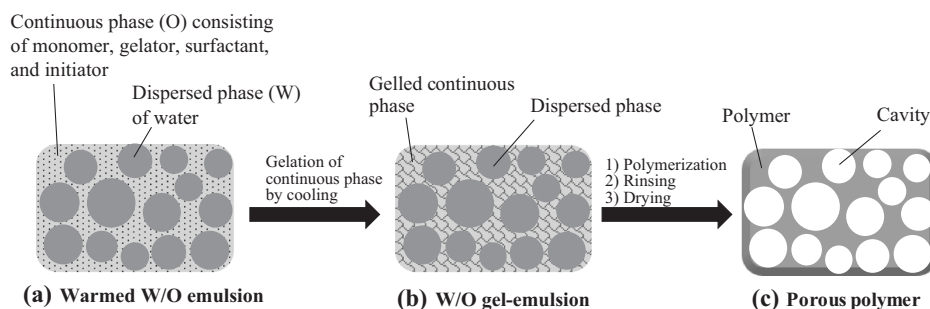 Continuous phase (O) consisting
of monomer, gelator, surfactant,
and initiator
Dispersed phase (W)
of water
Gelation of
continuous phase
by cooling
(a) Warmed W/O emulsion
Gelled continuous
phase
Dispersed phase
1) Polymerization
2) Rinsing
3) Drying
(b) W/O gel-emulsion
Polymer
Cavity
(c) Porous polymer